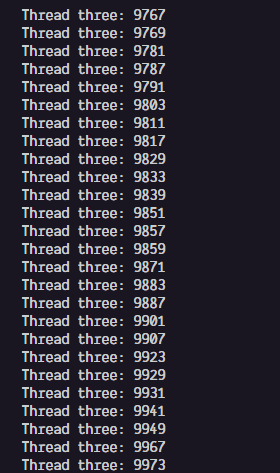 Thread three: 9767
Thread three: 9769
Thread three: 9781
Thread three: 9787
Thread three: 9791
Thread three: 9803
Thread three: 9811
Thread three: 9817
Thread three: 9829
Thread three: 9833
Thread three: 9839
Thread three: 9851
Thread three: 9857
Thread three: 9859
Thread three: 9871
Thread three: 9883
Thread three: 9887
Thread three: 9901
Thread three: 9907
Thread three: 9923
Thread three: 9929
Thread three: 9931
Thread three: 9941
Thread three: 9949
Thread three: 9967
Thread three: 9973